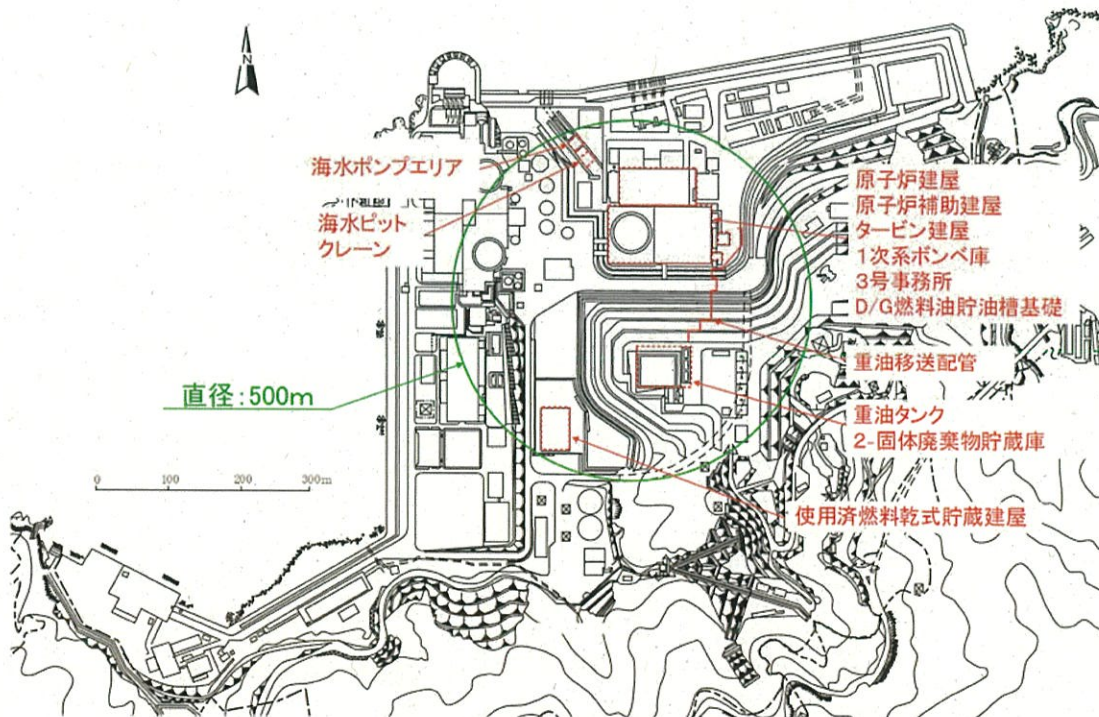 N
海水ポンプエリア
海水ピット
クレーン
直径:500m
0 100 200 300m
原子炉建屋
原子炉補助建屋
タービン建屋
1次系ボンベ庫
3号事務所
D/G燃料油貯油槽基礎
重油移送配管
重油タンク
2-固体廃棄物貯蔵庫
使用済燃料乾式貯蔵建屋